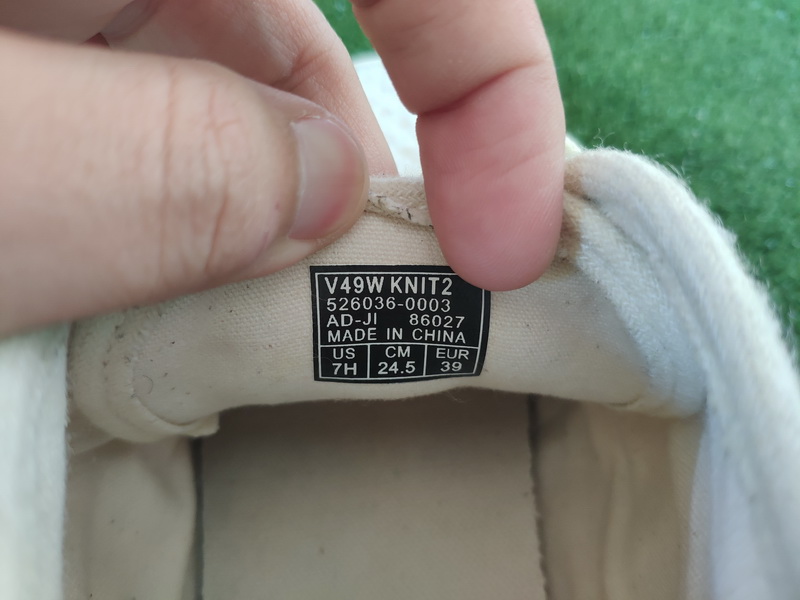 V49W KNIT2
526036-0003
AD-JI 86027
MADE IN CHINA
US CM EUR
7H 24.5 39